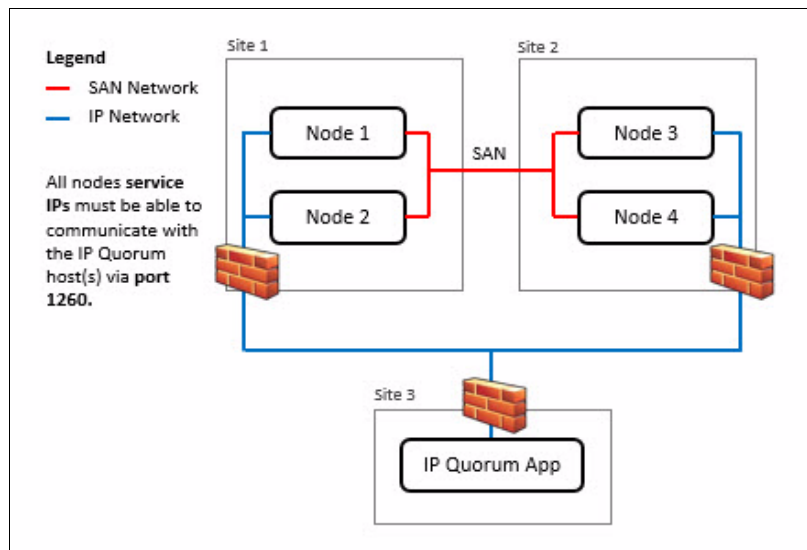 Legend
SAN Network
IP Network
All nodes service
IPs must be able to
communicate with
the IP Quorum
host(s) via port
1260.
Site 1
Node 1
Node 2
SAN
Site 2
Node 3
Node 4
Site 3
IP Quorum App